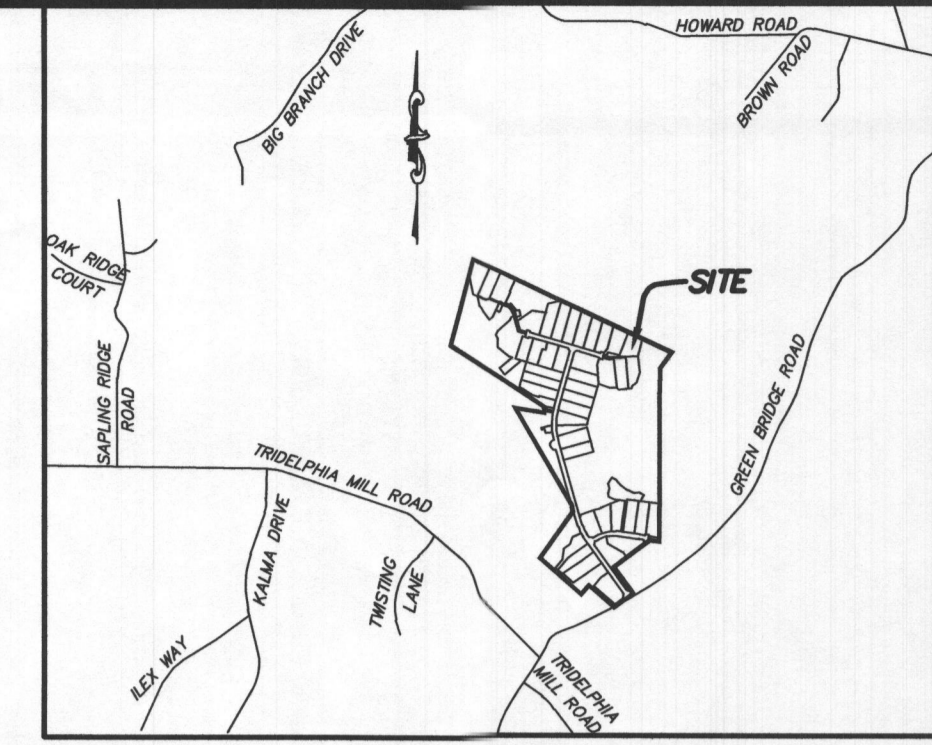 HOWARD ROAD
BIG BRANCH DRIVE
BROWN ROAD
OAK RIDGE
COURT
SITE
SAPLING RIDGE
ROAD
GREEN BRIDGE ROAD
TRIDELPHIA MILL ROAD
KALMA DRIVE
TWISTING
LANE
ILEX WAY
TRIDELPHIA
MILL ROAD